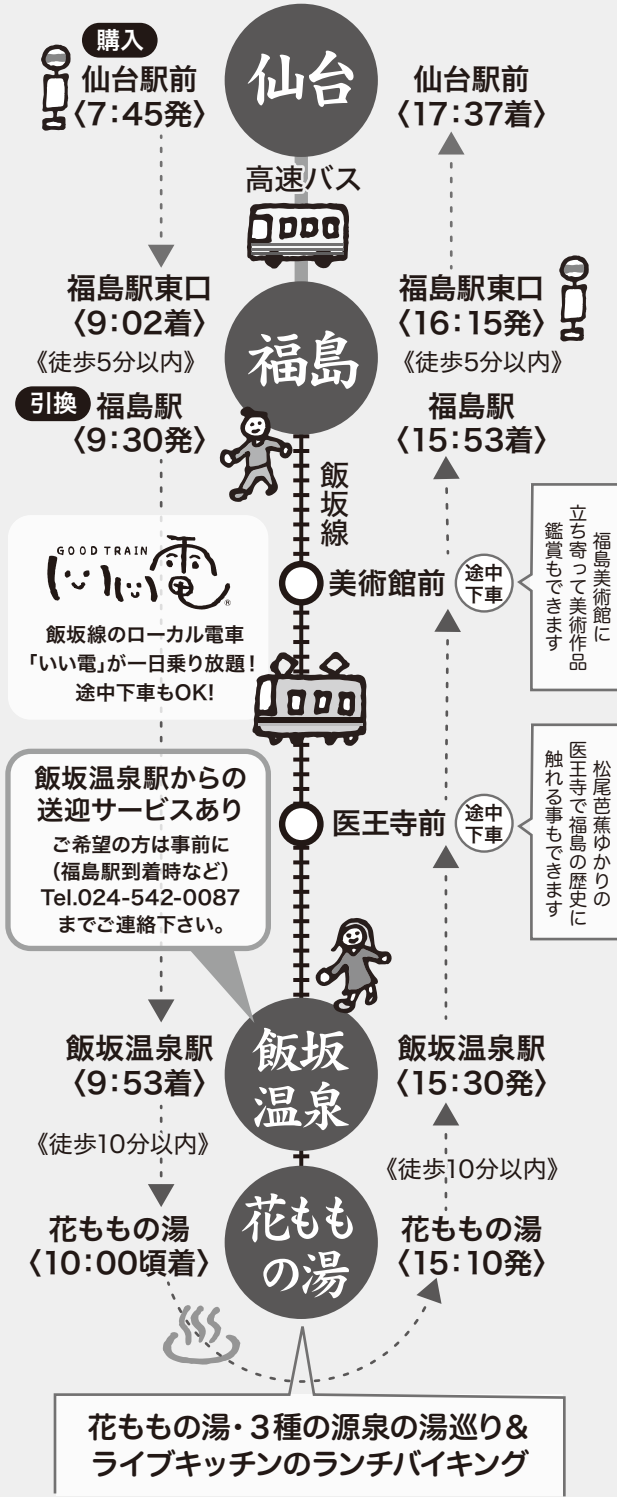 購入
仙台駅前
〈7:45発〉
仙台
仙台駅前
〈17:37着〉
高速バス
福島駅東口
〈9:02着〉
《徒歩5分以内》
福島
福島駅東口
〈16:15発〉
《徒歩5分以内》
引換
福島駅
〈9:30発〉
福島駅
〈15:53着〉
飯坂線
GOOD TRAIN
いい電
®
飯坂線のローカル電車
「いい電」が一日乗り放題!
途中下車もOK!
美術館前
途中
下車
福島美術館に
立ち寄って美術作品
鑑賞もできます
飯坂温泉駅からの
送迎サービスあり
ご希望の方は事前に
(福島駅到着時など)
Tel.024-542-0087
までご連絡下さい。
医王寺前
途中
下車
松尾芭蕉ゆかりの
医王寺で福島の歴史に
触れる事もできます
飯坂温泉駅
〈9:53着〉
《徒歩10分以内》
飯坂
温泉
飯坂温泉駅
〈15:30発〉
《徒歩10分以内》
花ももの湯
〈10:00頃着〉
花もも
の湯
花ももの湯
〈15:10発〉
花ももの湯・3種の源泉の湯巡り&
ライブキッチンのランチバイキング